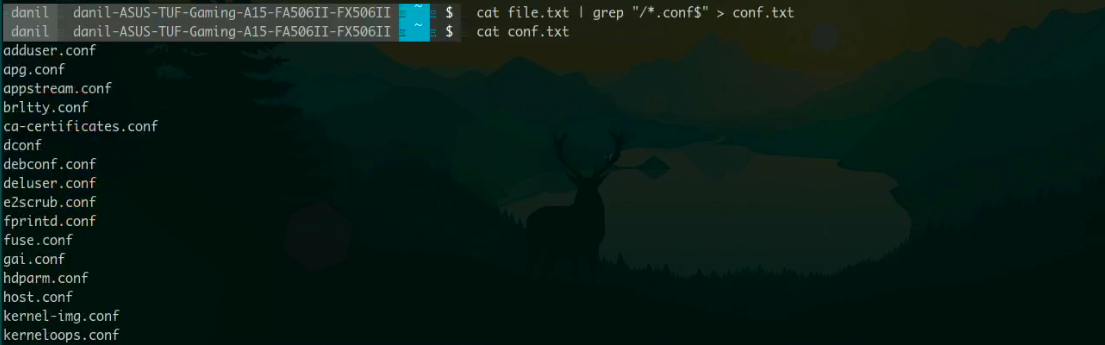 danil danil-ASUS-TUF-Gaming-A15-FA506II-FX506II ≡ ~ ≡ $ cat file.txt | grep "/*.conf$" > conf.txt
danil danil-ASUS-TUF-Gaming-A15-FA506II-FX506II ≡ ~ ≡ $ cat conf.txt
adduser.conf
apg.conf
appstream.conf
brltty.conf
ca-certificates.conf
dconf
debconf.conf
deluser.conf
e2scrub.conf
fprintd.conf
fuse.conf
gai.conf
hdparm.conf
host.conf
kernel-img.conf
kerneloops.conf